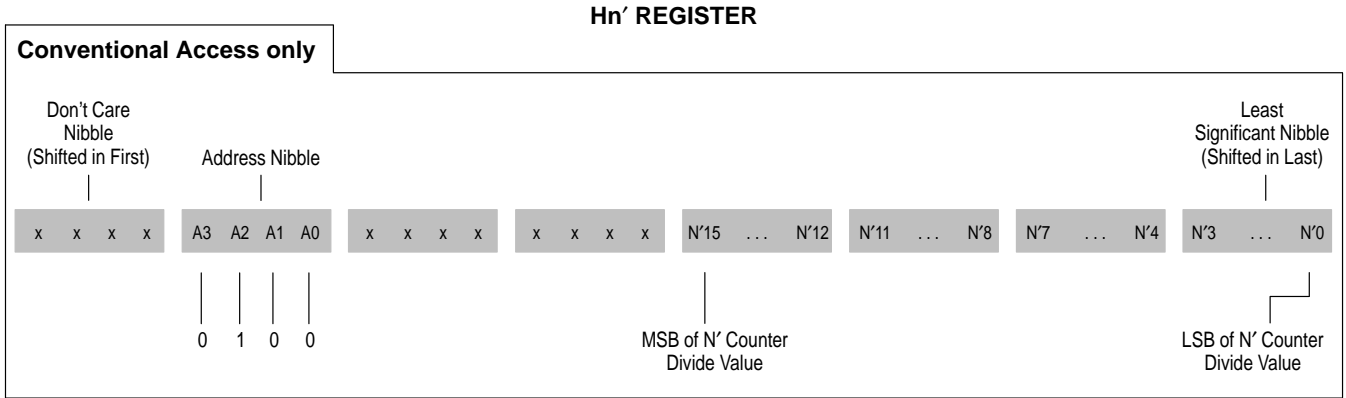 Hn′ REGISTER
Conventional Access only
Don't Care
Nibble
(Shifted in First)
Address Nibble
Least
Significant Nibble
(Shifted in Last)
x x x x A3 A2 A1 A0 x x x x x x x x N′15 . . . N′12 N′11 . . . N′8 N′7 . . . N′4 N′3 . . . N′0
0 1 0 0
MSB of N′ Counter
Divide Value
LSB of N′ Counter
Divide Value